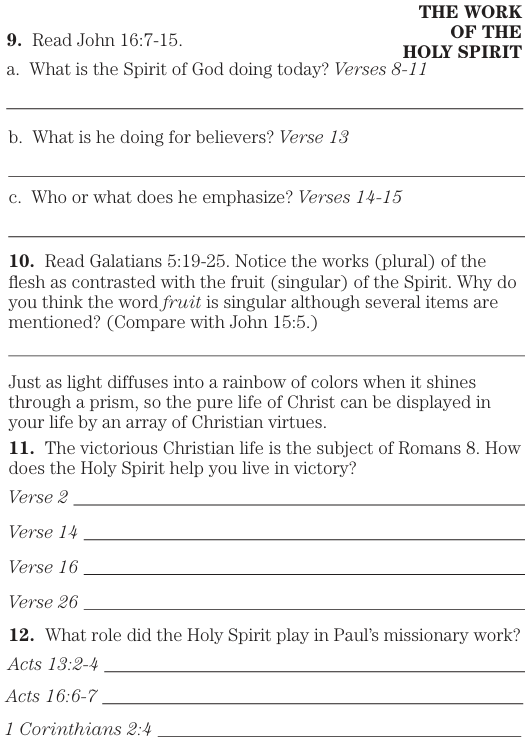 THE WORK
OF THE
HOLY SPIRIT
9. Read John 16:7-15.
a. What is the Spirit of God doing today? Verses 8-11
b. What is he doing for believers? Verse 13
c. Who or what does he emphasize? Verses 14-15
10. Read Galatians 5:19-25. Notice the works (plural) of the
flesh as contrasted with the fruit (singular) of the Spirit. Why do
you think the word fruit is singular although several items are
mentioned? (Compare with John 15:5.)
Just as light diffuses into a rainbow of colors when it shines
through a prism, so the pure life of Christ can be displayed in
your life by an array of Christian virtues.
11. The victorious Christian life is the subject of Romans 8. How
does the Holy Spirit help you live in victory?
Verse 2
Verse 14
Verse 16
Verse 26
12. What role did the Holy Spirit play in Paul's missionary work?
Acts 13:2-4
Acts 16:6-7
1 Corinthians 2:4